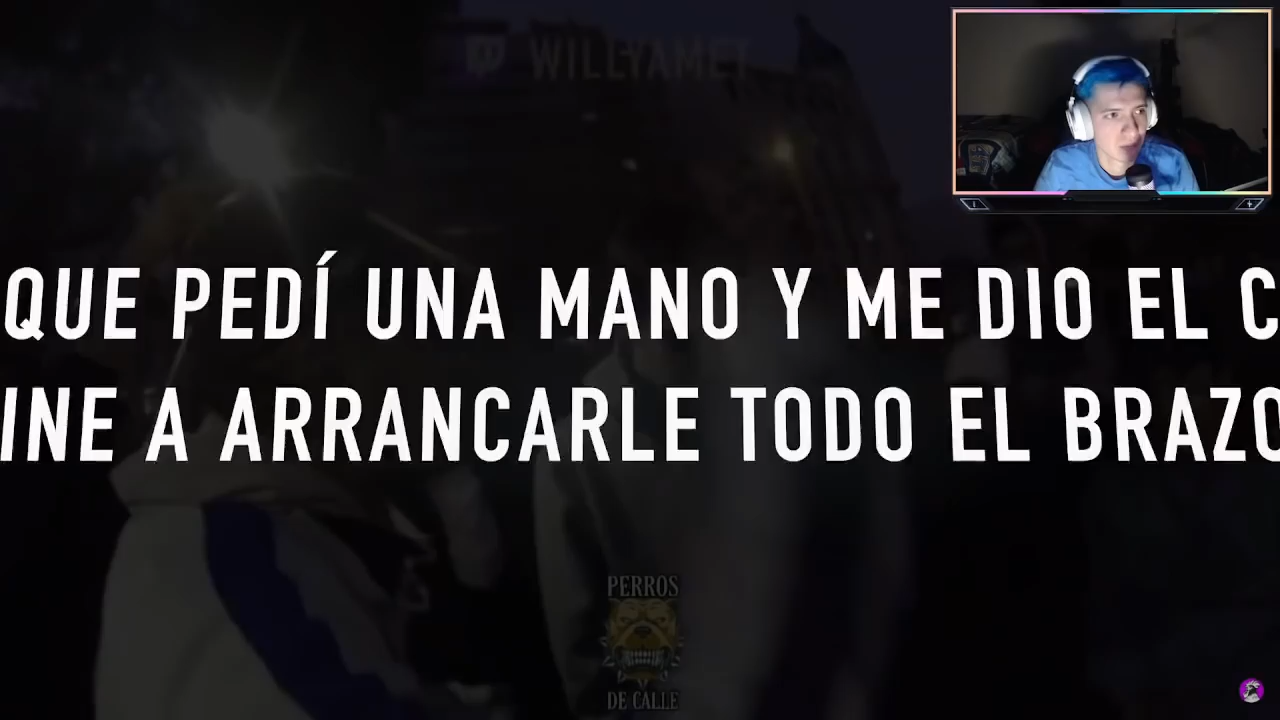 WILLYAMET
QUE PEDÍ UNA MANO Y ME DIO EL C
INE A ARRANCARLE TODO EL BRAZO
PERROS
DE CALLE